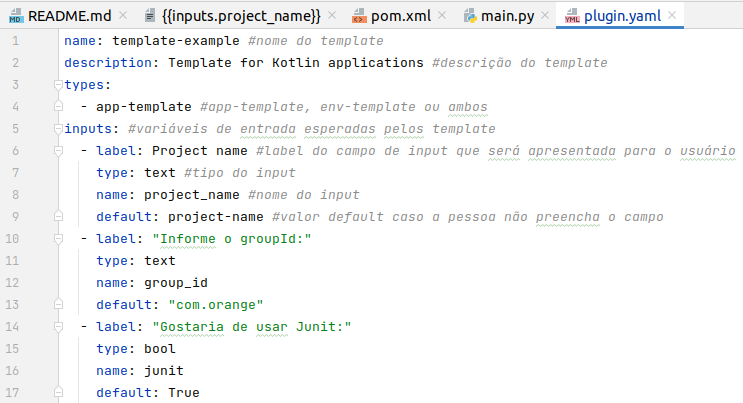 README.md {{inputs.project_name}} pom.xml main.py plugin.yaml
1 name: template-example #nome do template
2 description: Template for Kotlin applications #descrição do template
3 types:
4 - app-template #app-template, env-template ou ambos
5 inputs: #variáveis de entrada esperadas pelos template
6 - label: Project name #label do campo de input que será apresentada para o usuário
7 type: text #tipo do input
8 name: project_name #nome do input
9 default: project-name #valor default caso a pessoa não preencha o campo
10 - label: "Informe o groupId:"
11 type: text
12 name: group_id
13 default: "com.orange"
14 - label: "Gostaria de usar Junit:"
15 type: bool
16 name: junit
17 default: True